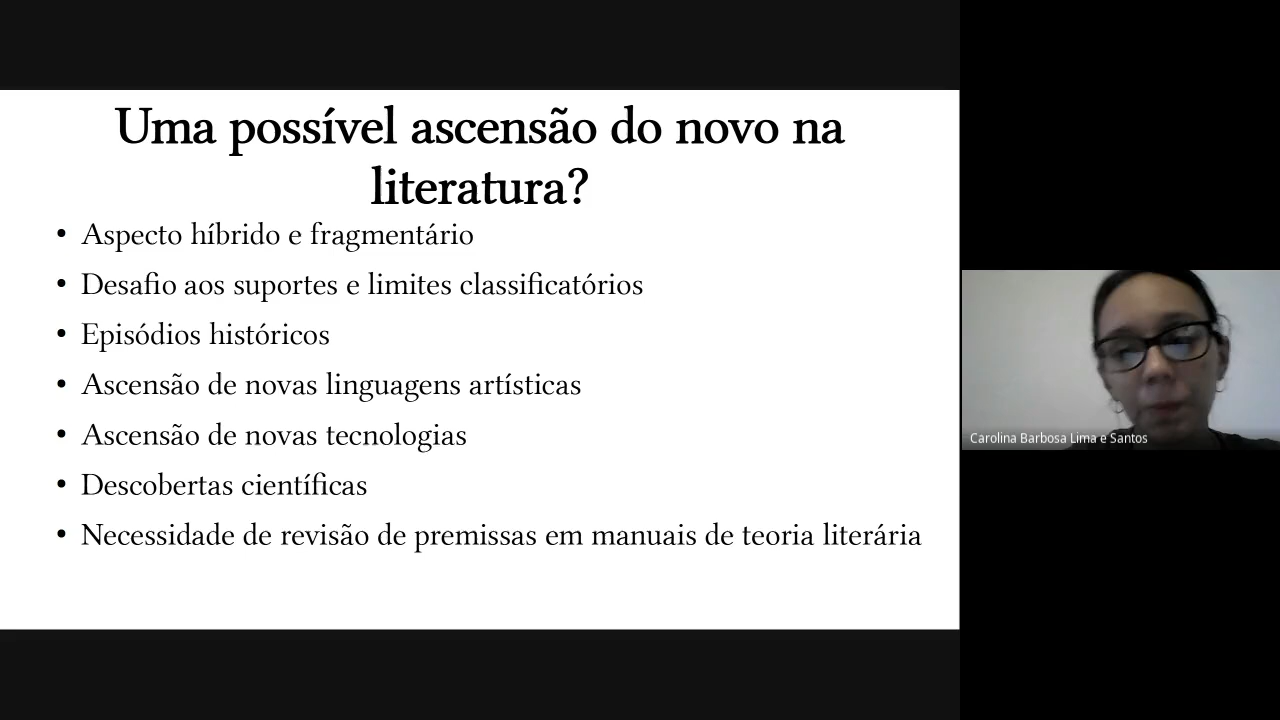 Uma possível ascensão do novo na
literatura?
• Aspecto híbrido e fragmentário
• Desafio aos suportes e limites classificatórios
• Episódios históricos
• Ascensão de novas linguagens artísticas
• Ascensão de novas tecnologias
• Descobertas científicas
• Necessidade de revisão de premissas em manuais de teoria literária
Carolina Barbosa Lima e Santos